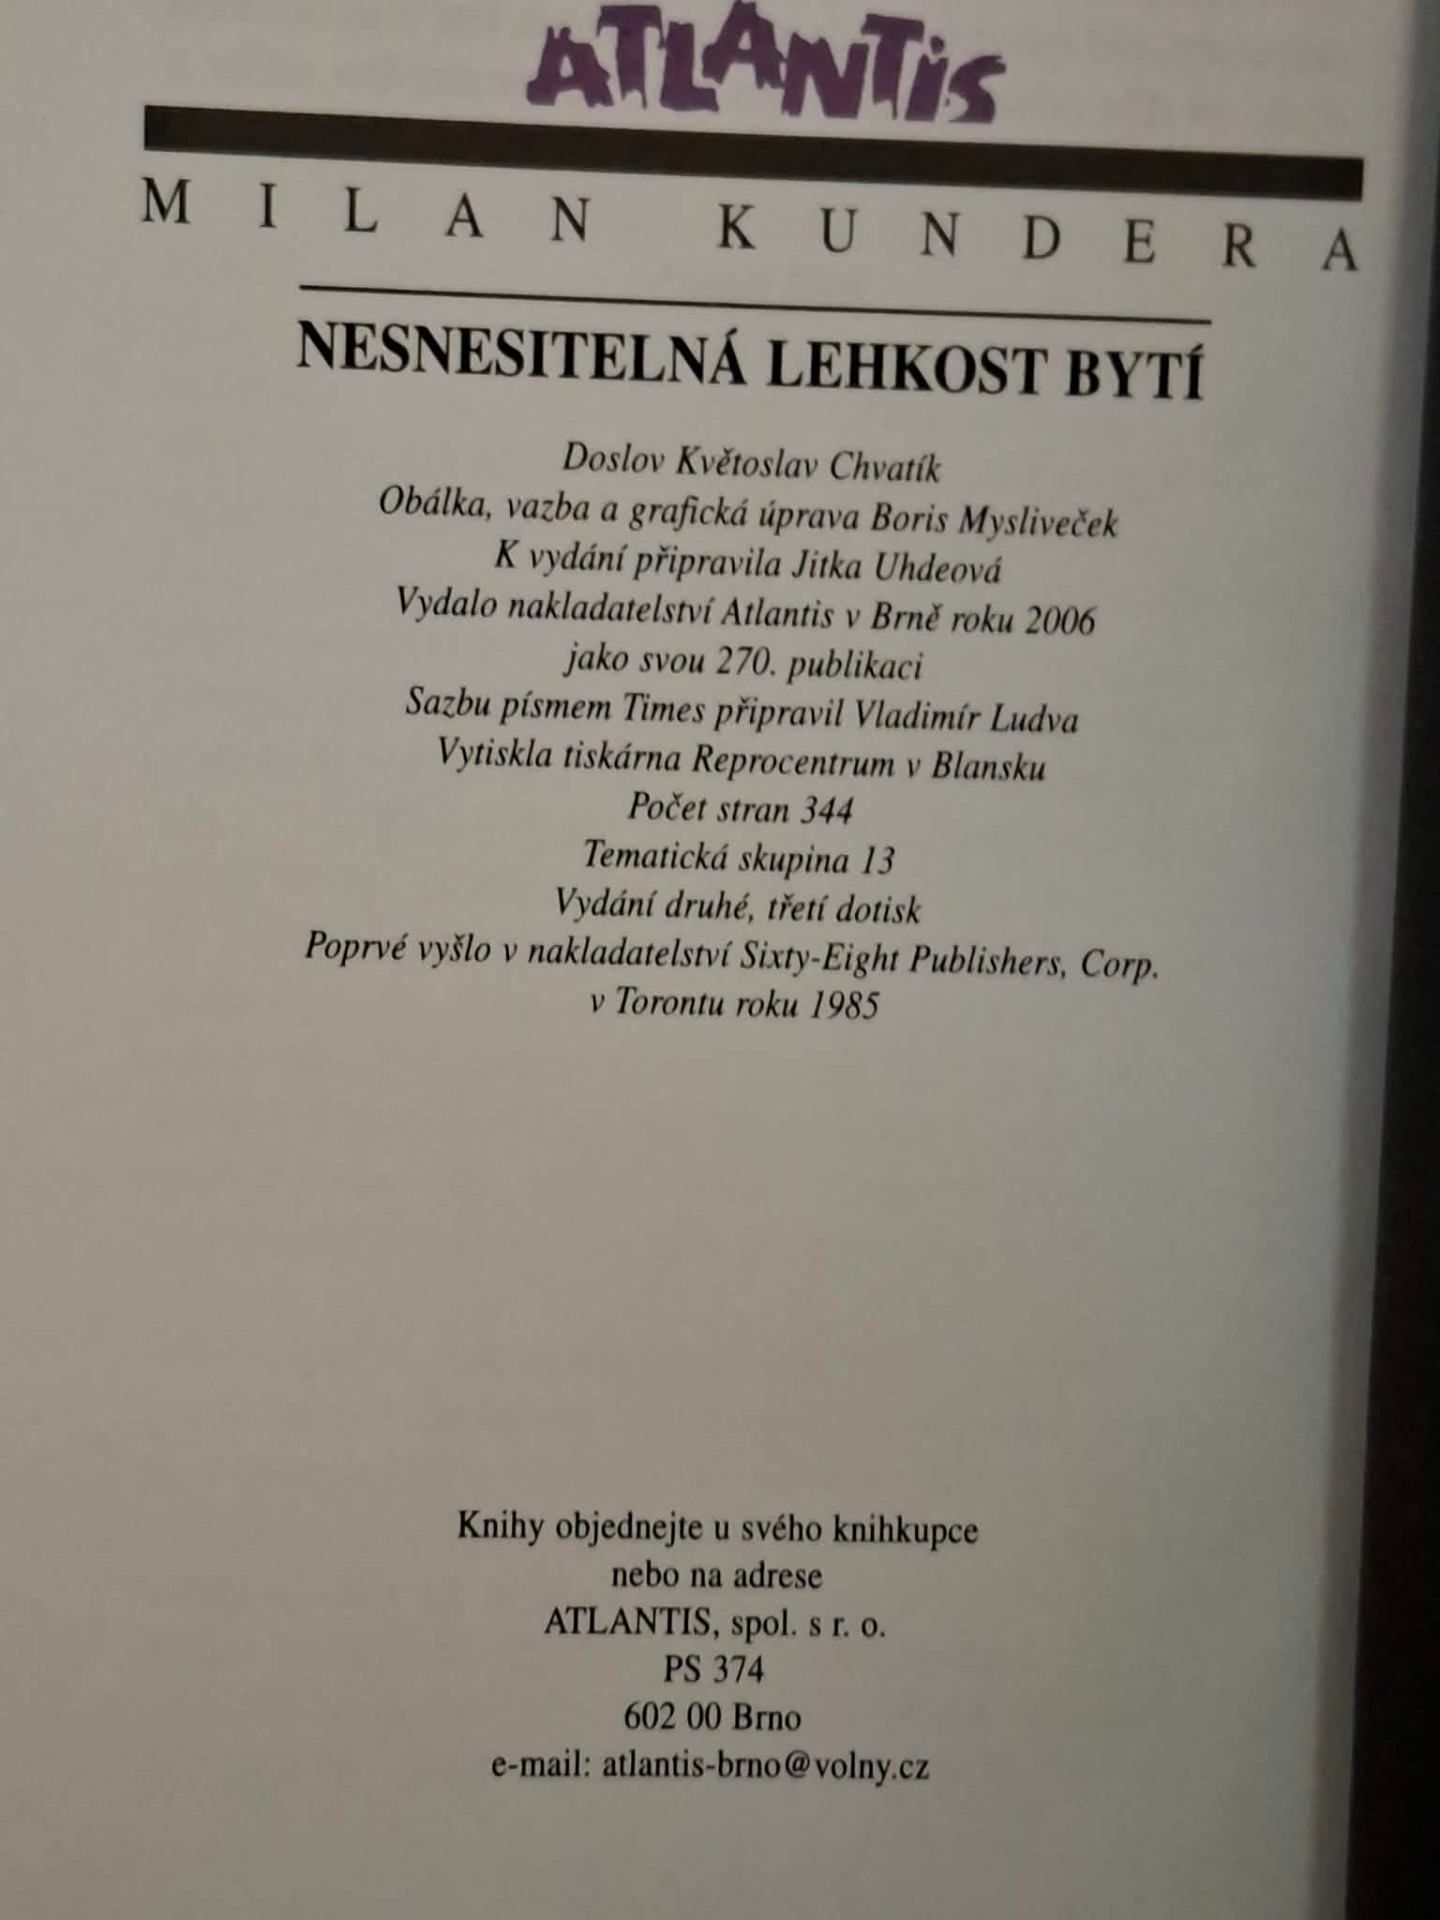 ATLANTIS
MILAN KUNDERA
NESNESITELNÁ LEHKOST BYTÍ
Doslov Květoslav Chvatík
Obálka, vazba a grafická úprava Boris Mysliveček
K vydání připravila Jitka Uhdeová
Vydalo nakladatelství Atlantis v Brně roku 2006
jako svou 270. publikaci
Sazbu písmem Times připravil Vladimír Ludva
Vytiskla tiskárna Reprocentrum v Blansku
Počet stran 344
Tematická skupina 13
Vydání druhé, třetí dotisk
Poprvé vyšlo v nakladatelství Sixty-Eight Publishers, Corp.
v Torontu roku 1985
Knihy objednejte u svého knihkupce
nebo na adrese
ATLANTIS, spol. s r. o.
PS 374
602 00 Brno
e-mail: atlantis-brno@volny.cz